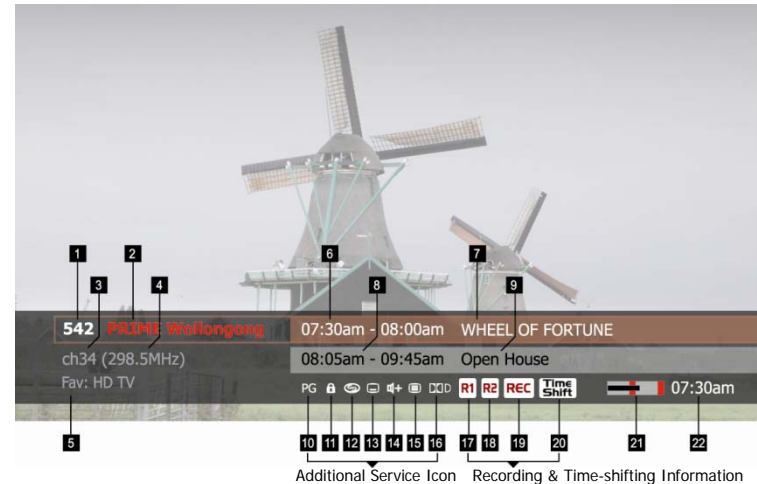 1 2 6 7
3 4 8 9
542 PRIME Wollongong 07:30am - 08:00am WHEEL OF FORTUNE
ch34 (298.5MHz) 08:05am - 09:45am Open House
Fav: HD TV PG R1 R2 REC Time Shift 07:30am
5 10 11 12 13 14 15 16 17 18 19 20 21 22
Additional Service Icon Recording & Time-shifting Information